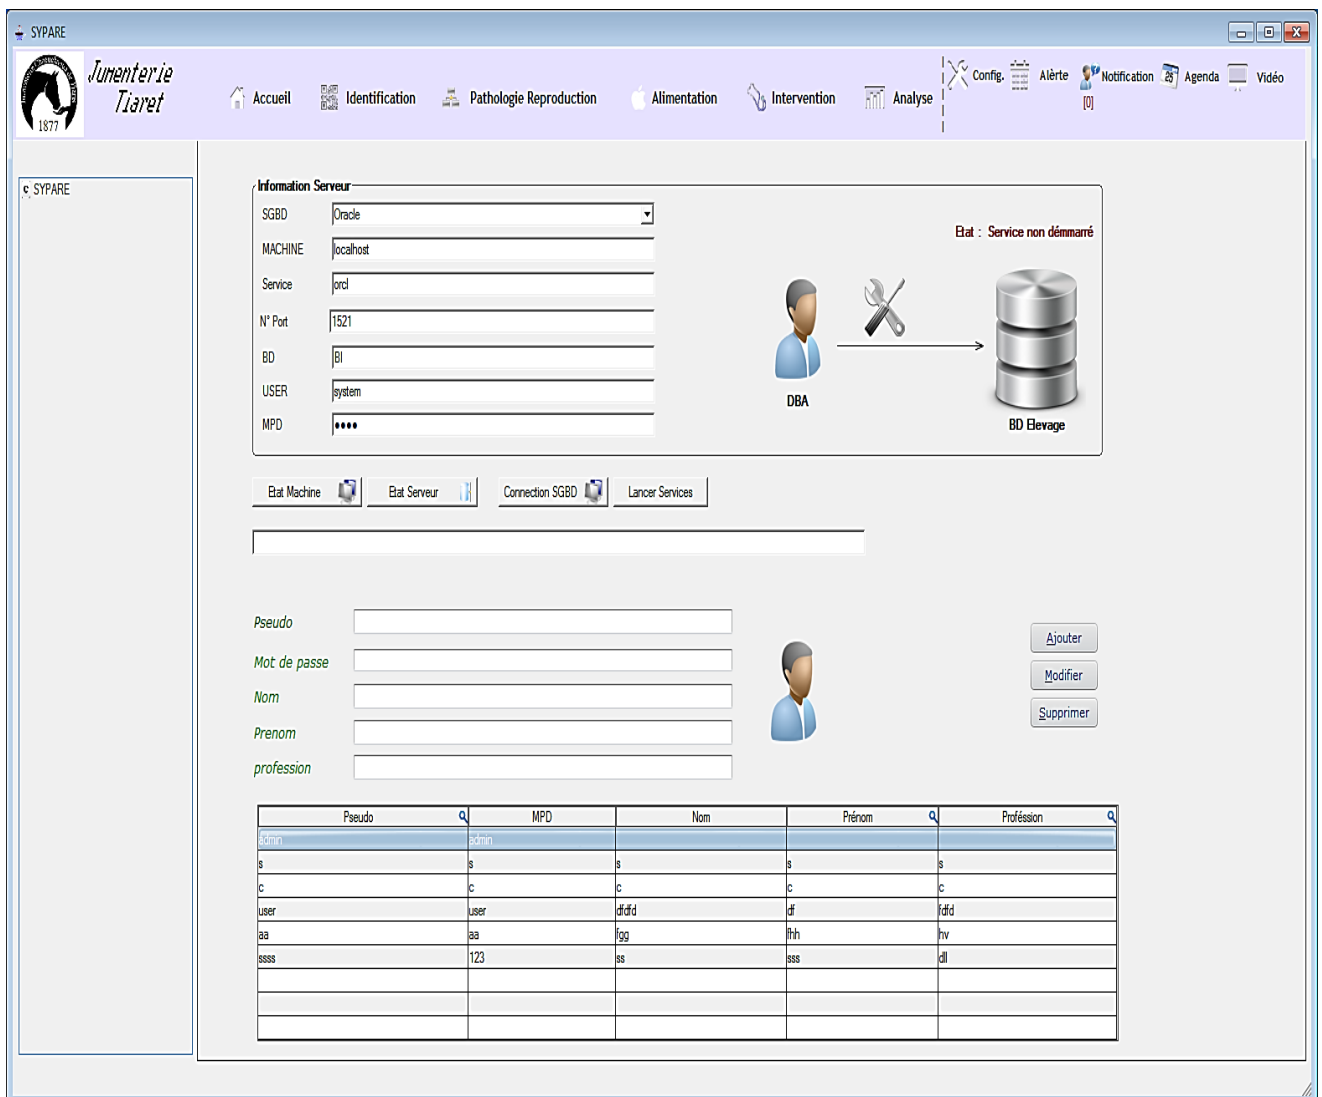 SYPARE
Jumenterie
Tiaret
1877
Accueil
Identification
Pathologie Reproduction
Alimentation
Intervention
Analyse
Config.
Alèrte
Notification
[0]
Agenda
Vidéo
SYPARE
Information Serveur
SGBD
Oracle
Etat : Service non démmarré
MACHINE
localhost
Service
orcl
N° Port
1521
BD
BI
USER
system
MPD
••••
DBA
BD Elevage
Etat Machine
Etat Serveur
Connection SGBD
Lancer Services
Pseudo
Mot de passe
Nom
Prenom
profession
Ajouter
Modifier
Supprimer
Pseudo MPD Nom Prénom Proféssion
admin admin
s s s s s
c c c c c
user user dfdfd df fdfd
aa aa fgg fhh hv
ssss 123 ss sss dll